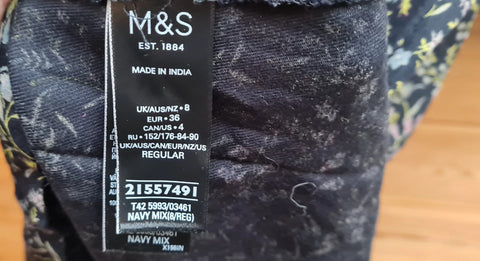 M&S
EST. 1884
MADE IN INDIA
UK/AUS/NZ • 8
EUR • 36
CAN/US • 4
RU • 152/176-84-90
UK/AUS/CAN/EUR/NZ/US
REGULAR
21557491
T42 5993/03461
NAVY MIX(8/REG)
NAVY MIX